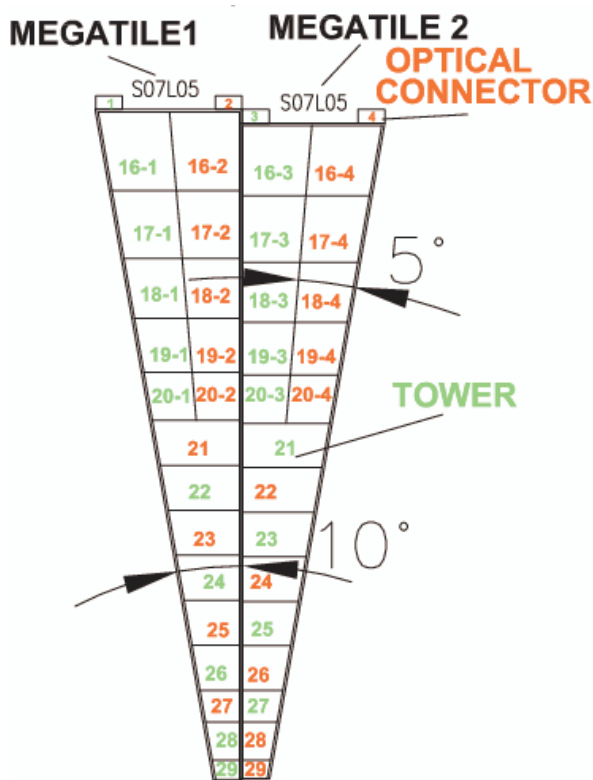 MEGATILE1 MEGATILE 2
OPTICAL
CONNECTOR
S07L05 S07L05
1 2 3 4
16-1 16-2 16-3 16-4
17-1 17-2 17-3 17-4
5°
18-1 18-2 18-3 18-4
19-1 19-2 19-3 19-4
20-1 20-2 20-3 20-4
TOWER
21 21
22 22
23 23
10°
24 24
25 25
26 26
27 27
28 28
29 29